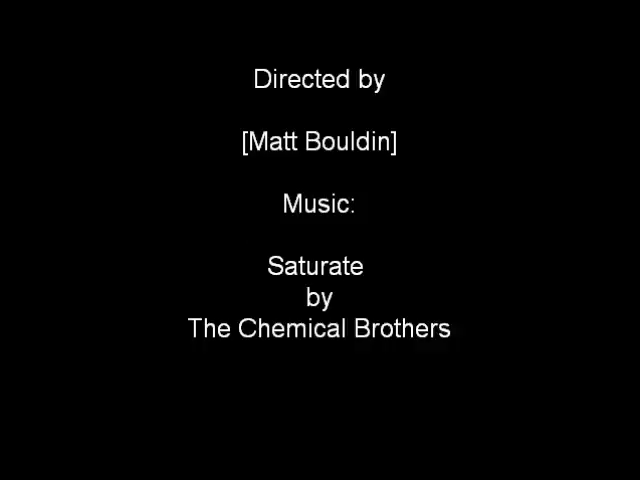 Directed by
[Matt Bouldin]
Music:
Saturate
by
The Chemical Brothers